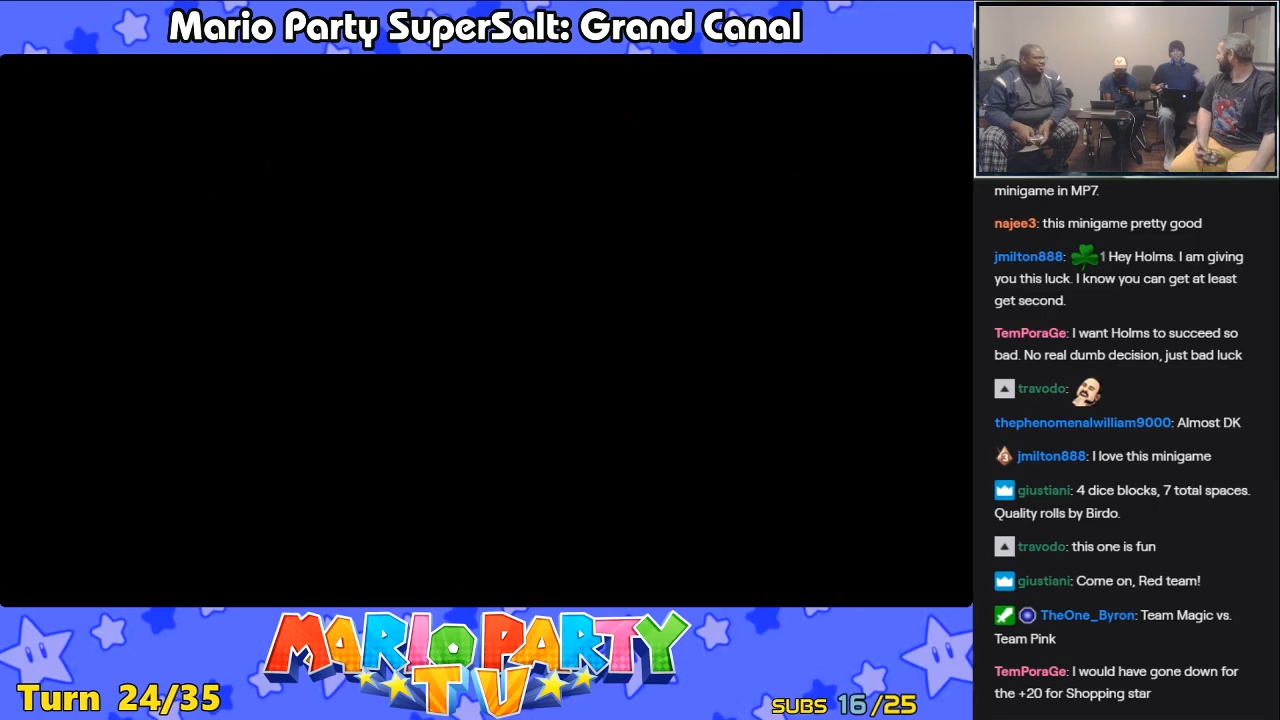 Mario Party SuperSalt: Grand Canal
minigame in MP7.
najee3: this minigame pretty good
jmilton888: 1 Hey Holms. I am giving
you this luck. I know you can get at least
get second.
TemPoraGe: I want Holms to succeed so
bad. No real dumb decision, just bad luck
travodo:
thephenomenalwilliam9000: Almost DK
3 jmilton888: I love this minigame
giustiani: 4 dice blocks, 7 total spaces.
Quality rolls by Birdo.
travodo: this one is fun
giustiani: Come on, Red team!
TheOne_Byron: Team Magic vs.
Team Pink
TemPoraGe: I would have gone down for
the +20 for Shopping star
MARIO PARTY
TV
Turn 24/35
SUBS 16/25